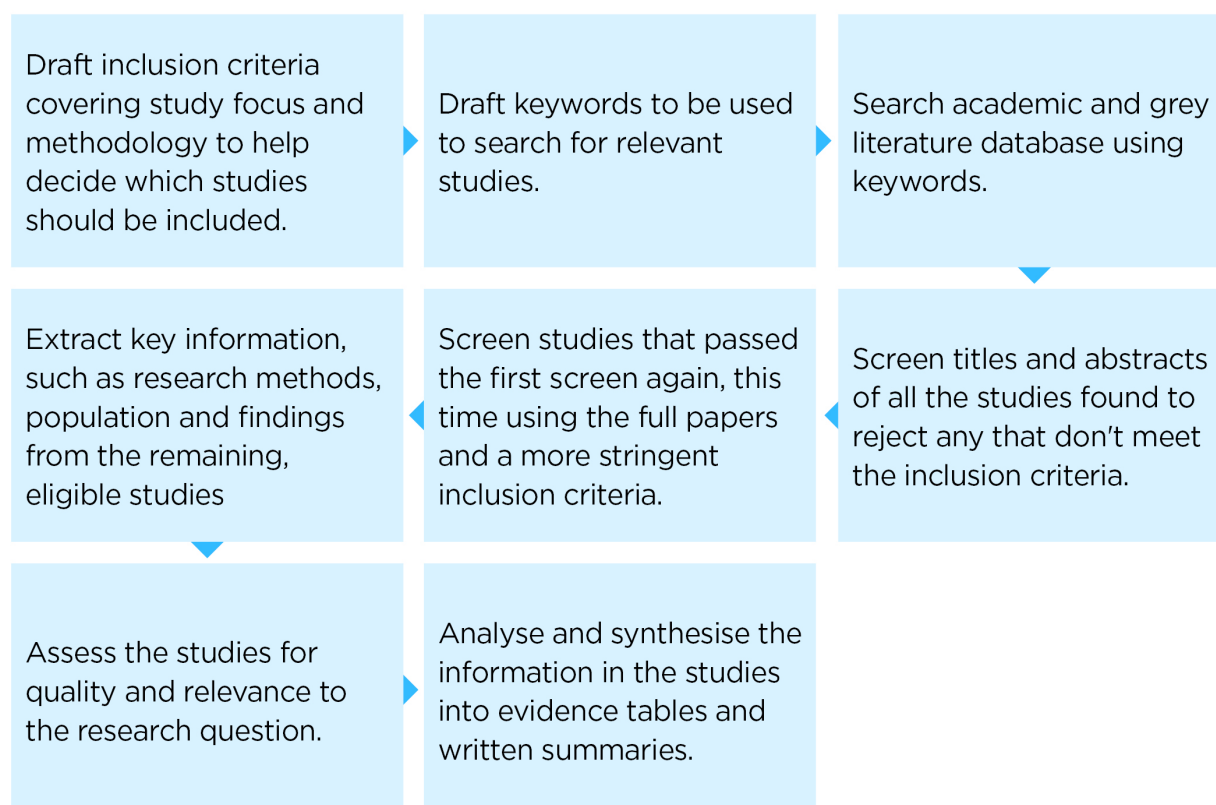 Draft inclusion criteria
covering study focus and
methodology to help
decide which studies
should be included.
Draft keywords to be used
to search for relevant
studies.
Search academic and grey
literature database using
keywords.
Screen titles and abstracts
of all the studies found to
reject any that don't meet
the inclusion criteria.
Screen studies that passed
the first screen again, this
time using the full papers
and a more stringent
inclusion criteria.
Extract key information,
such as research methods,
population and findings
from the remaining,
eligible studies
Assess the studies for
quality and relevance to
the research question.
Analyse and synthesise the
information in the studies
into evidence tables and
written summaries.